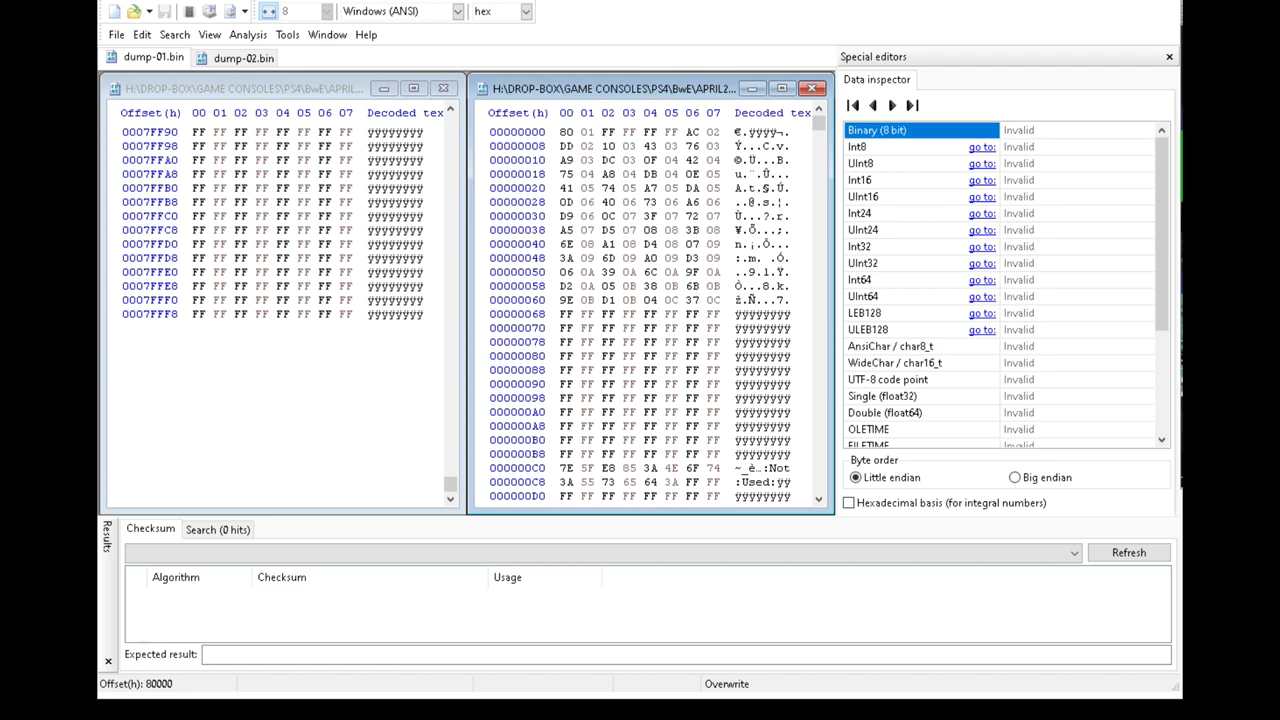 8 Windows (ANSI) hex
File Edit Search View Analysis Tools Window Help
dump-01.bin dump-02.bin
H:\DROP-BOX\GAME CONSOLES\PS4\BwE\APRIL...
Offset(h) 00 01 02 03 04 05 06 07 Decoded tex
0007FF90 FF FF FF FF FF FF FF FF ÿÿÿÿÿÿÿÿ
0007FF98 FF FF FF FF FF FF FF FF ÿÿÿÿÿÿÿÿ
0007FFA0 FF FF FF FF FF FF FF FF ÿÿÿÿÿÿÿÿ
0007FFA8 FF FF FF FF FF FF FF FF ÿÿÿÿÿÿÿÿ
0007FFB0 FF FF FF FF FF FF FF FF ÿÿÿÿÿÿÿÿ
0007FFB8 FF FF FF FF FF FF FF FF ÿÿÿÿÿÿÿÿ
0007FFC0 FF FF FF FF FF FF FF FF ÿÿÿÿÿÿÿÿ
0007FFC8 FF FF FF FF FF FF FF FF ÿÿÿÿÿÿÿÿ
0007FFD0 FF FF FF FF FF FF FF FF ÿÿÿÿÿÿÿÿ
0007FFD8 FF FF FF FF FF FF FF FF ÿÿÿÿÿÿÿÿ
0007FFE0 FF FF FF FF FF FF FF FF ÿÿÿÿÿÿÿÿ
0007FFE8 FF FF FF FF FF FF FF FF ÿÿÿÿÿÿÿÿ
0007FFF0 FF FF FF FF FF FF FF FF ÿÿÿÿÿÿÿÿ
0007FFF8 FF FF FF FF FF FF FF FF ÿÿÿÿÿÿÿÿ
H:\DROP-BOX\GAME CONSOLES\PS4\BwE\APRIL2...
Offset(h) 00 01 02 03 04 05 06 07 Decoded tex
00000000 80 01 FF FF FF FF AC 02 €.ÿÿÿÿ¬.
00000008 DD 02 10 03 43 03 76 03 Ý...C.v.
00000010 A9 03 DC 03 0F 04 42 04 ©.Ü...B.
00000018 75 04 A8 04 DB 04 0E 05 u.¨.Û...
00000020 41 05 74 05 A7 05 DA 05 A.t.§.Ú.
00000028 0D 06 40 06 73 06 A6 06 ..@.s.¦.
00000030 D9 06 0C 07 3F 07 72 07 Ù...?.r.
00000038 A5 07 D5 07 08 08 3B 08 ¥.Õ...;.
00000040 6E 08 A1 08 D4 08 07 09 n.¡.Ô...
00000048 3A 09 6D 09 A0 09 D3 09 :.m. .Ó.
00000050 06 0A 39 0A 6C 0A 9F 0A ..9.l.Ÿ.
00000058 D2 0A 05 0B 38 0B 6B 0B Ò...8.k.
00000060 9E 0B D1 0B 04 0C 37 0C ž.Ñ...7.
00000068 FF FF FF FF FF FF FF FF ÿÿÿÿÿÿÿÿ
00000070 FF FF FF FF FF FF FF FF ÿÿÿÿÿÿÿÿ
00000078 FF FF FF FF FF FF FF FF ÿÿÿÿÿÿÿÿ
00000080 FF FF FF FF FF FF FF FF ÿÿÿÿÿÿÿÿ
00000088 FF FF FF FF FF FF FF FF ÿÿÿÿÿÿÿÿ
00000090 FF FF FF FF FF FF FF FF ÿÿÿÿÿÿÿÿ
00000098 FF FF FF FF FF FF FF FF ÿÿÿÿÿÿÿÿ
000000A0 FF FF FF FF FF FF FF FF ÿÿÿÿÿÿÿÿ
000000A8 FF FF FF FF FF FF FF FF ÿÿÿÿÿÿÿÿ
000000B0 FF FF FF FF FF FF FF FF ÿÿÿÿÿÿÿÿ
000000B8 FF FF FF FF FF FF FF FF ÿÿÿÿÿÿÿÿ
000000C0 7E 5F E8 85 3A 4E 6F 74 ~_è…:Not
000000C8 3A 55 73 65 64 3A FF FF :Used:ÿÿ
000000D0 FF FF FF FF FF FF FF FF ÿÿÿÿÿÿÿÿ
Special editors
Data inspector
Binary (8 bit) Invalid
Int8 go to: Invalid
UInt8 go to: Invalid
Int16 go to: Invalid
UInt16 go to: Invalid
Int24 go to: Invalid
UInt24 go to: Invalid
Int32 go to: Invalid
UInt32 go to: Invalid
Int64 go to: Invalid
UInt64 go to: Invalid
LEB128 go to: Invalid
ULEB128 go to: Invalid
AnsiChar / char8_t Invalid
WideChar / char16_t Invalid
UTF-8 code point Invalid
Single (float32) Invalid
Double (float64) Invalid
OLETIME Invalid
FILETIME Invalid
Byte order
Little endian Big endian
Hexadecimal basis (for integral numbers)
Results
Checksum Search (0 hits)
Refresh
Algorithm Checksum Usage
Expected result:
Offset(h): 80000 Overwrite